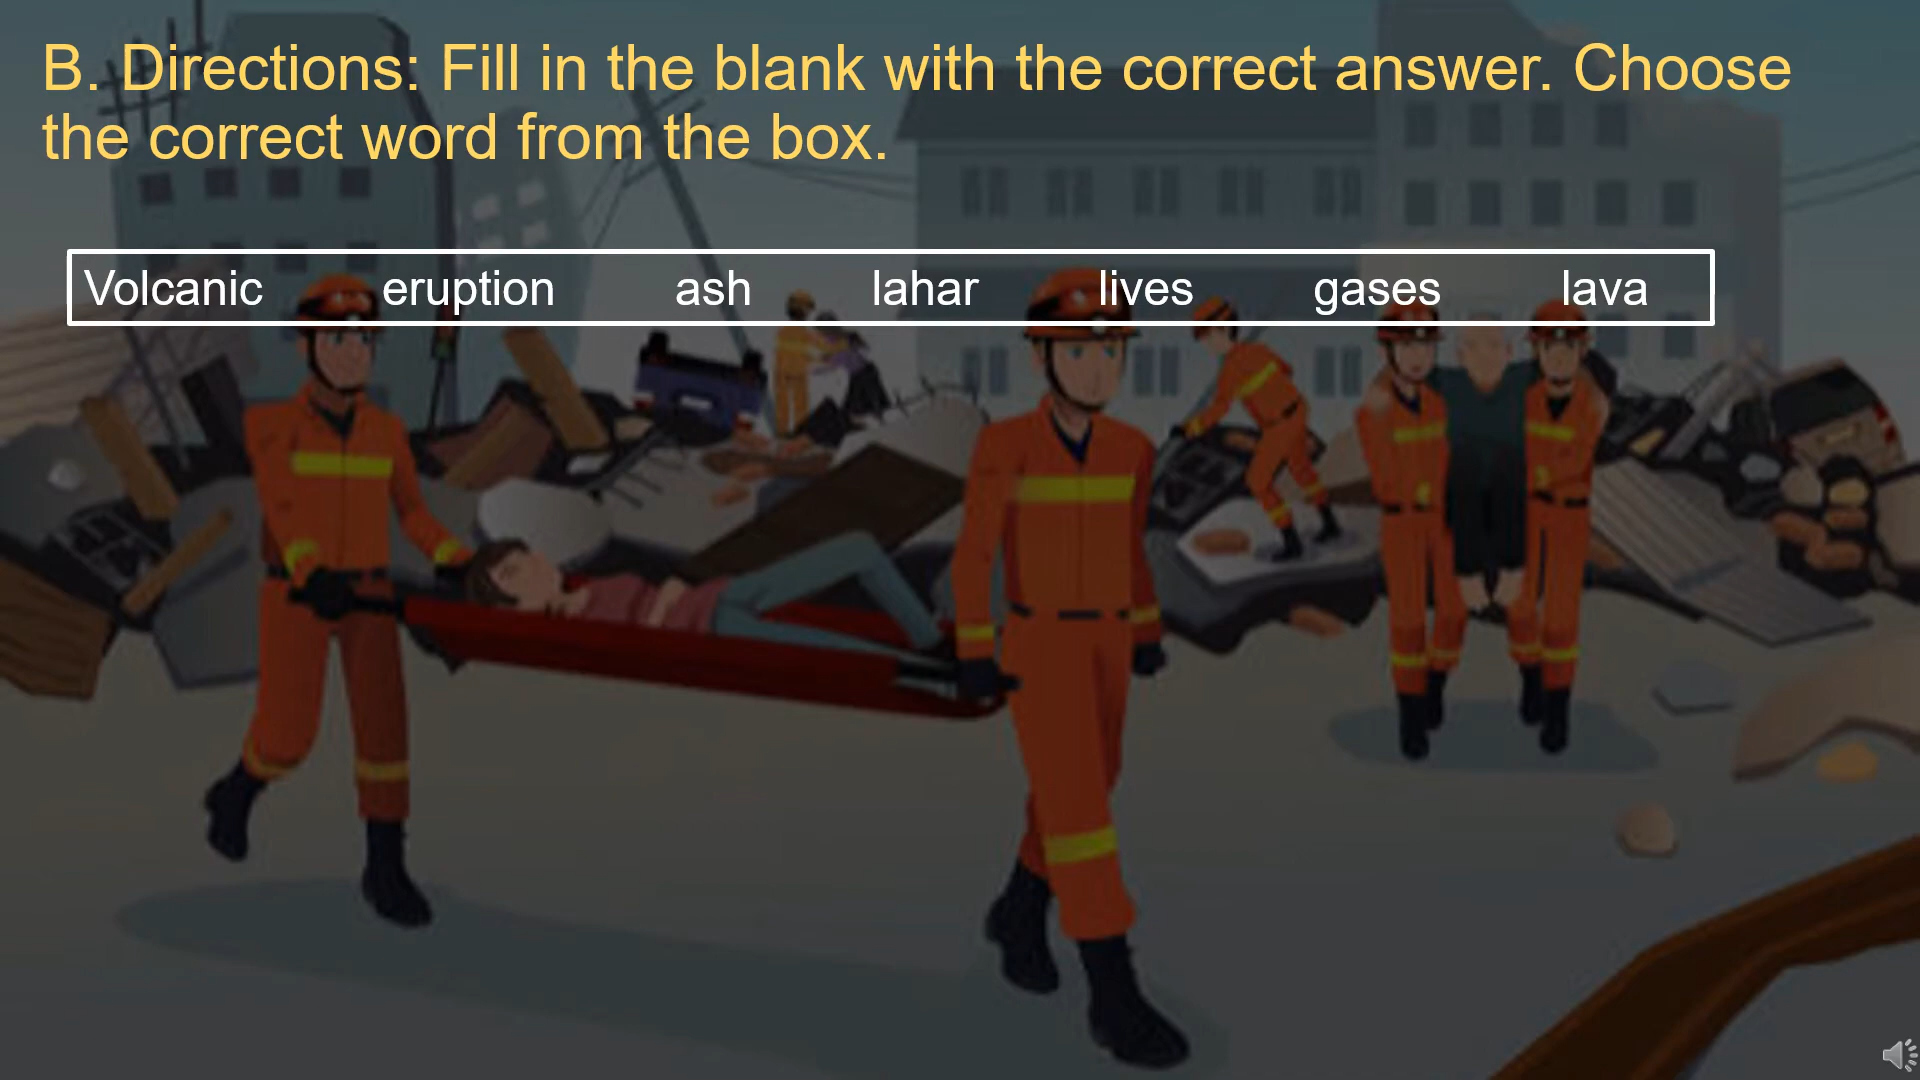 B. Directions: Fill in the blank with the correct answer. Choose
the correct word from the box.
Volcanic eruption ash lahar lives gases lava